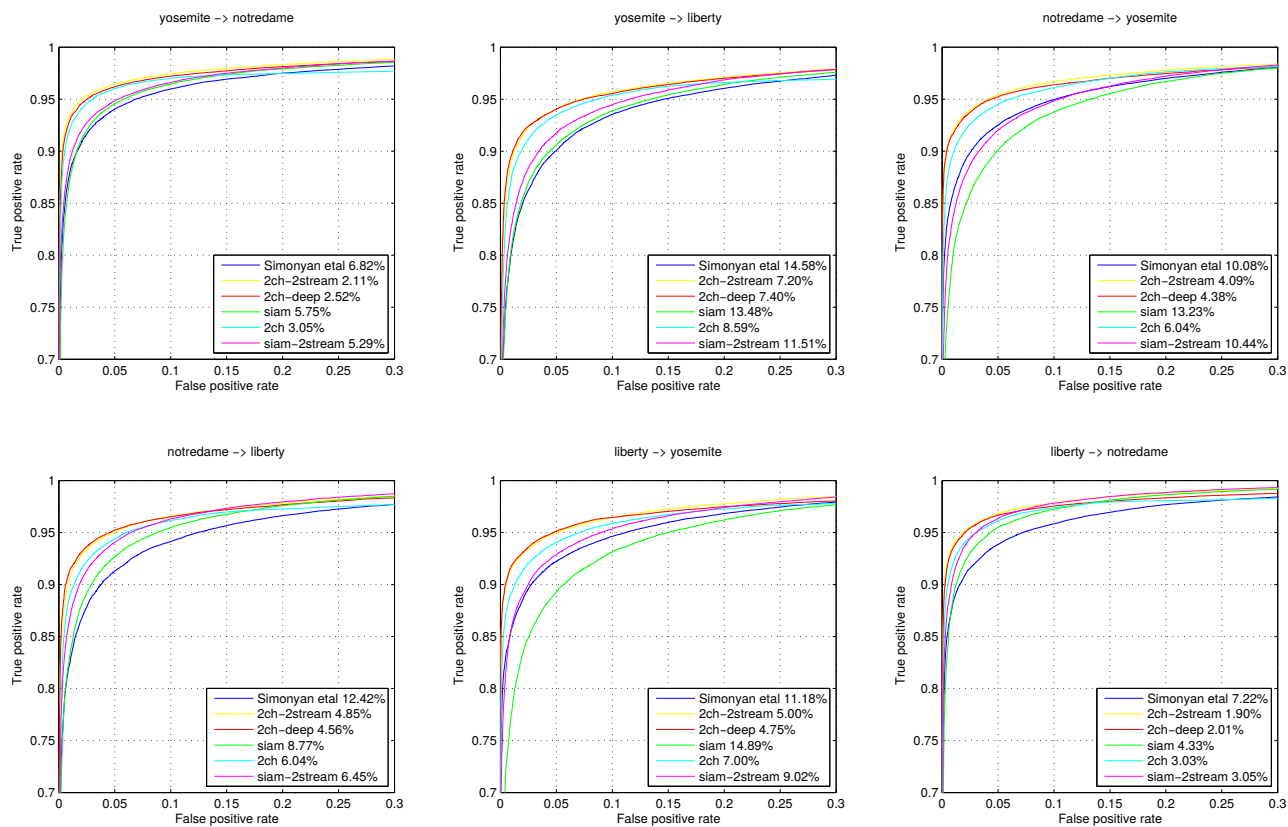 yosemite −> notredame
1
0.95
0.9
0.85
0.8
0.75
0.7
True positive rate
Simonyan etal 6.82%
2ch−2stream 2.11%
2ch−deep 2.52%
siam 5.75%
2ch 3.05%
siam−2stream 5.29%
0 0.05 0.1 0.15 0.2 0.25 0.3
False positive rate
yosemite −> liberty
1
0.95
0.9
0.85
0.8
0.75
0.7
True positive rate
Simonyan etal 14.58%
2ch−2stream 7.20%
2ch−deep 7.40%
siam 13.48%
2ch 8.59%
siam−2stream 11.51%
0 0.05 0.1 0.15 0.2 0.25 0.3
False positive rate
notredame −> yosemite
1
0.95
0.9
0.85
0.8
0.75
0.7
True positive rate
Simonyan etal 10.08%
2ch−2stream 4.09%
2ch−deep 4.38%
siam 13.23%
2ch 6.04%
siam−2stream 10.44%
0 0.05 0.1 0.15 0.2 0.25 0.3
False positive rate
notredame −> liberty
1
0.95
0.9
0.85
0.8
0.75
0.7
True positive rate
Simonyan etal 12.42%
2ch−2stream 4.85%
2ch−deep 4.56%
siam 8.77%
2ch 6.04%
siam−2stream 6.45%
0 0.05 0.1 0.15 0.2 0.25 0.3
False positive rate
liberty −> yosemite
1
0.95
0.9
0.85
0.8
0.75
0.7
True positive rate
Simonyan etal 11.18%
2ch−2stream 5.00%
2ch−deep 4.75%
siam 14.89%
2ch 7.00%
siam−2stream 9.02%
0 0.05 0.1 0.15 0.2 0.25 0.3
False positive rate
liberty −> notredame
1
0.95
0.9
0.85
0.8
0.75
0.7
True positive rate
Simonyan etal 7.22%
2ch−2stream 1.90%
2ch−deep 2.01%
siam 4.33%
2ch 3.03%
siam−2stream 3.05%
0 0.05 0.1 0.15 0.2 0.25 0.3
False positive rate